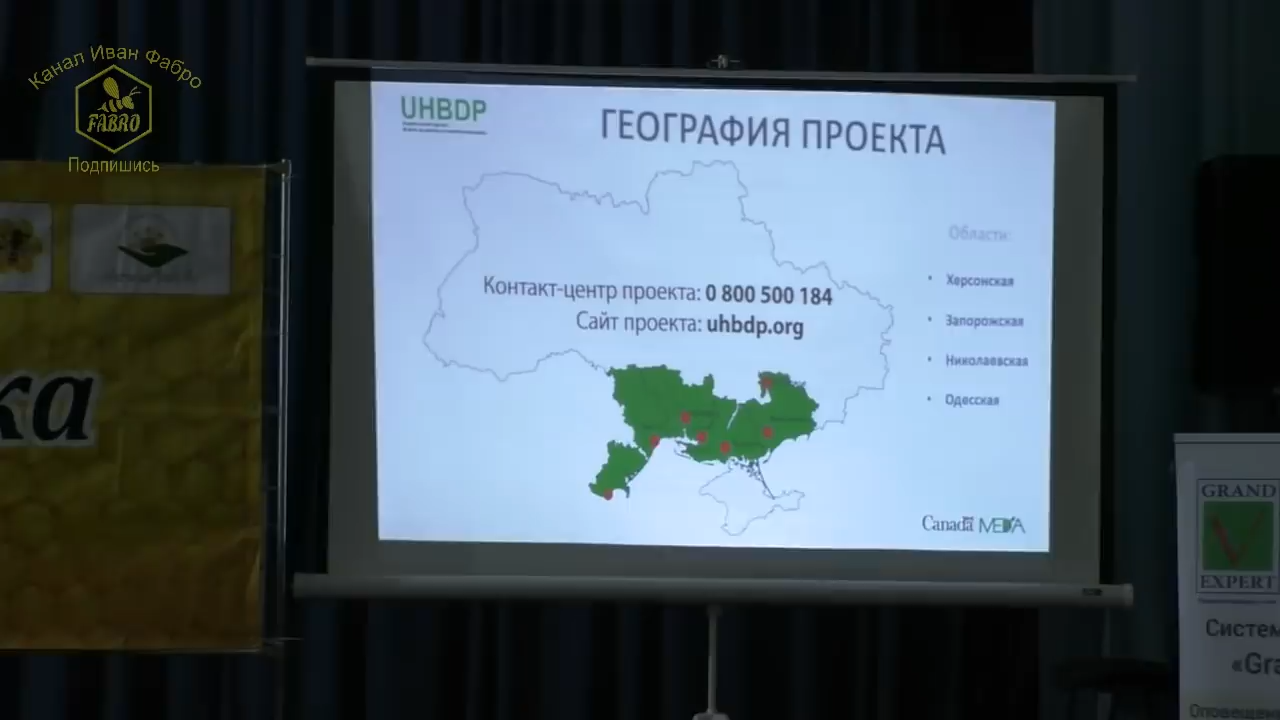 Канал Иван Фабро
FABRO
Подпишись
ка
UHBDP
ГЕОГРАФИЯ ПРОЕКТА
Контакт-центр проекта: 0 800 500 184
Сайт проекта: uhbdp.org
Области:
• Херсонская
• Запорожская
• Николаевская
• Одесская
Canada MEDA
GRAND
V
EXPERT
Систем
«Gra